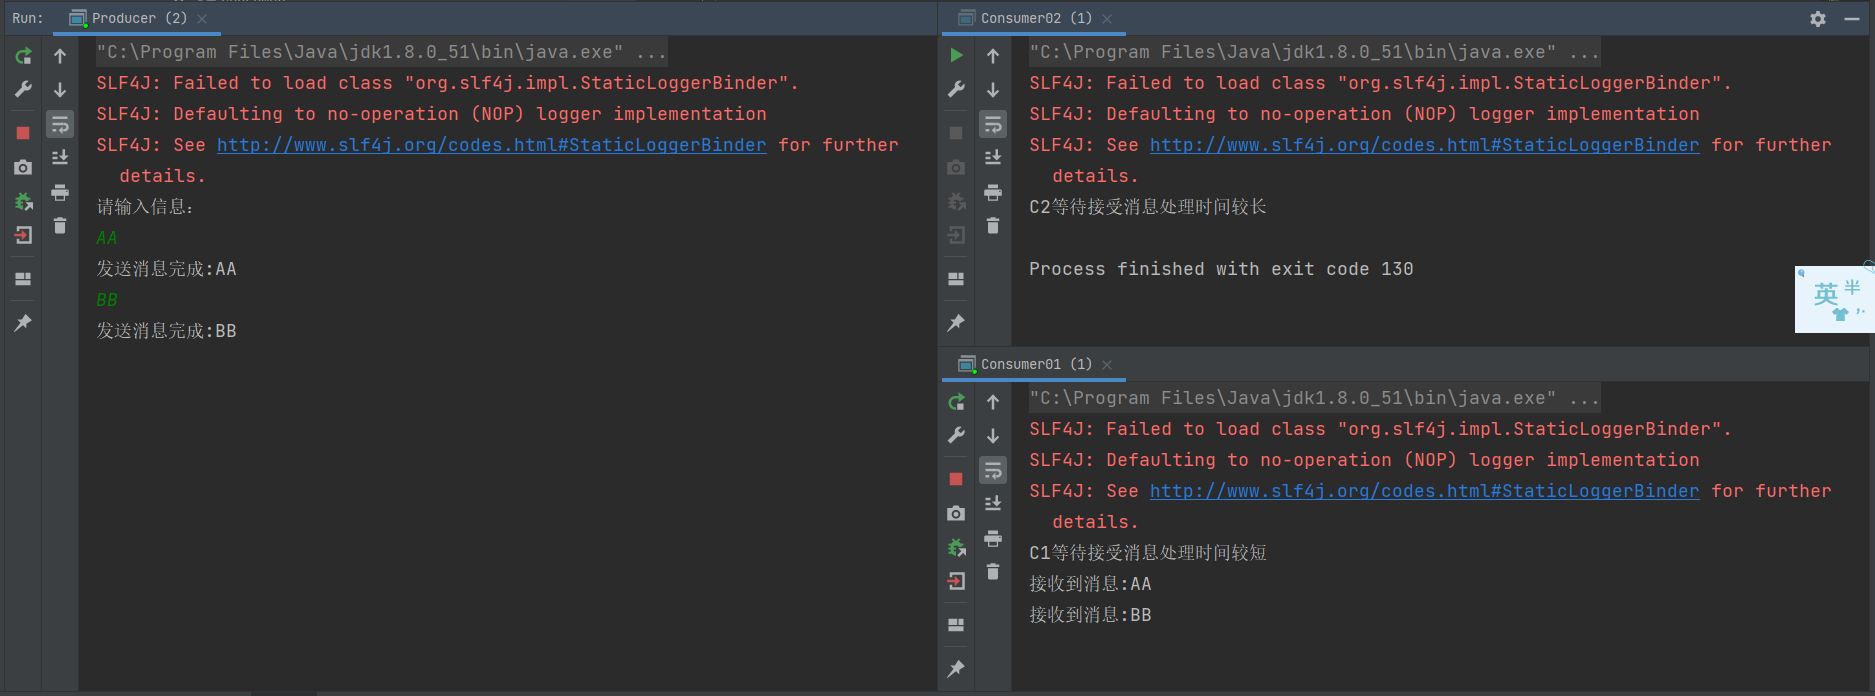 Run:
Producer (2)
"C:\Program Files\Java\jdk1.8.0_51\bin\java.exe" ...
SLF4J: Failed to load class "org.slf4j.impl.StaticLoggerBinder".
SLF4J: Defaulting to no-operation (NOP) logger implementation
SLF4J: See http://www.slf4j.org/codes.html#StaticLoggerBinder for further
details.
请输入信息:
AA
发送消息完成:AA
BB
发送消息完成:BB
Consumer02 (1)
"C:\Program Files\Java\jdk1.8.0_51\bin\java.exe" ...
SLF4J: Failed to load class "org.slf4j.impl.StaticLoggerBinder".
SLF4J: Defaulting to no-operation (NOP) logger implementation
SLF4J: See http://www.slf4j.org/codes.html#StaticLoggerBinder for further
details.
C2等待接受消息处理时间较长
Process finished with exit code 130
英 半
Consumer01 (1)
"C:\Program Files\Java\jdk1.8.0_51\bin\java.exe" ...
SLF4J: Failed to load class "org.slf4j.impl.StaticLoggerBinder".
SLF4J: Defaulting to no-operation (NOP) logger implementation
SLF4J: See http://www.slf4j.org/codes.html#StaticLoggerBinder for further
details.
C1等待接受消息处理时间较短
接收到消息:AA
接收到消息:BB